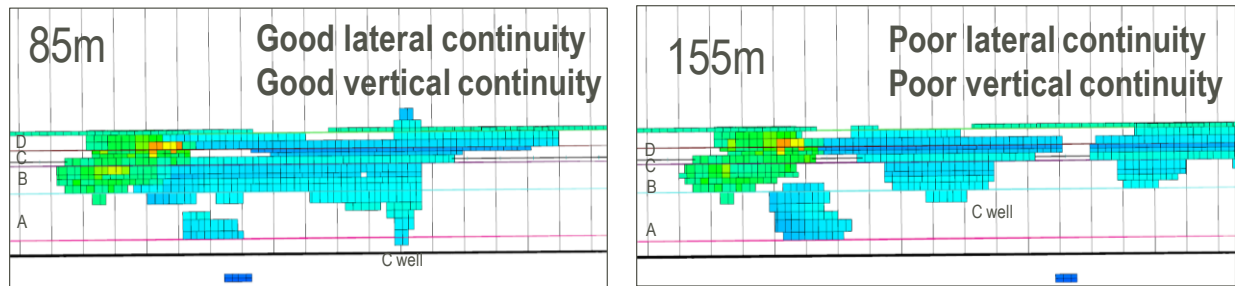 85m
Good lateral continuity
Good vertical continuity
D
C
B
A
C well
155m
Poor lateral continuity
Poor vertical continuity
D
C
B
A
C well